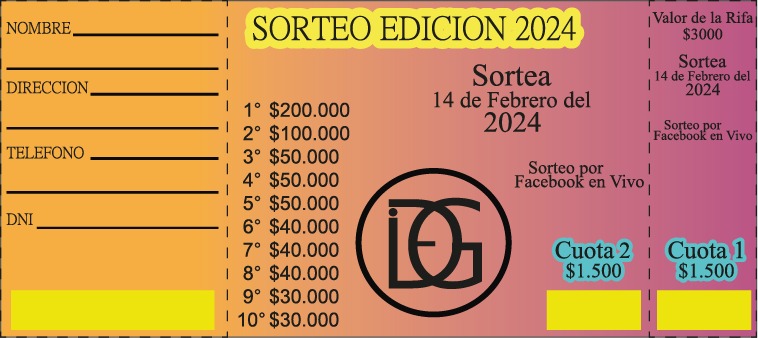 NOMBRE
DIRECCION
TELEFONO
DNI
SORTEO EDICION 2024
1° $200.000
2° $100.000
3° $50.000
4° $50.000
5° $50.000
6° $40.000
7° $40.000
8° $40.000
9° $30.000
10° $30.000
Sortea
14 de Febrero del
2024
Sorteo por
Facebook en Vivo
iDEG
Cuota 2
$1.500
Valor de la Rifa
$3000
Sortea
14 de Febrero del
2024
Sorteo por
Facebook en Vivo
Cuota 1
$1.500